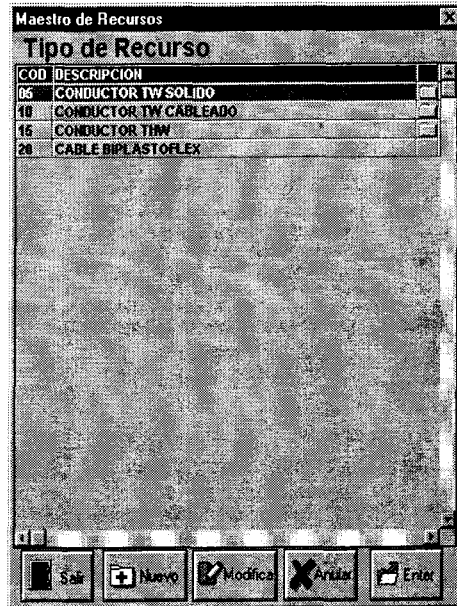 Maestro de Recursos
Tipo de Recurso
COD DESCRIPCION
05 CONDUCTOR TW SOLIDO
10 CONDUCTOR TW CABLEADO
15 CONDUCTOR THW
20 CABLE BIPLASTOFLEX
Salir Nuevo Modifica Anular Enter